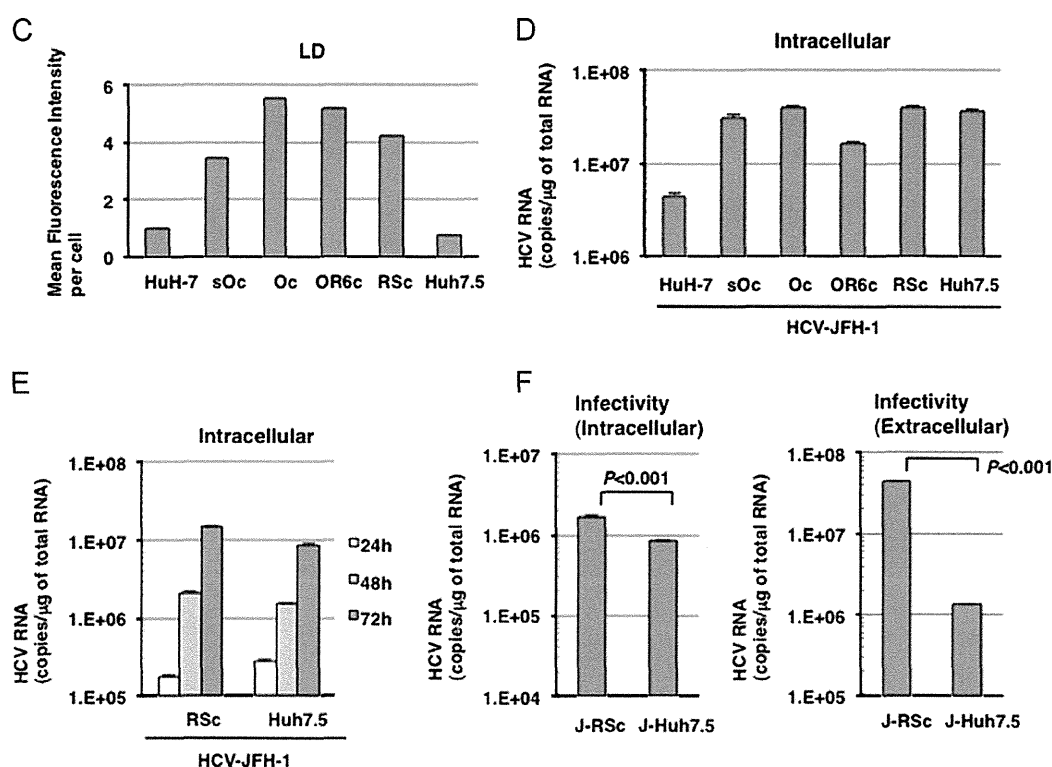 C
LD
Mean Fluorescence Intensity
per cell
6
4
2
0
HuH-7 sOc Oc OR6c RSc Huh7.5
D
Intracellular
HCV RNA
(copies/μg of total RNA)
1.E+08
1.E+07
1.E+06
HuH-7 sOc Oc OR6c RSc Huh7.5
HCV-JFH-1
E
Intracellular
HCV RNA
(copies/μg of total RNA)
1.E+08
1.E+07
1.E+06
1.E+05
RSc Huh7.5
HCV-JFH-1
24h
48h
72h
F
Infectivity
(Intracellular)
HCV RNA
(copies/μg of total RNA)
1.E+07
1.E+06
1.E+05
1.E+04
P<0.001
J-RSc J-Huh7.5
Infectivity
(Extracellular)
HCV RNA
(copies/μg of total RNA)
1.E+08
1.E+07
1.E+06
1.E+05
P<0.001
J-RSc J-Huh7.5